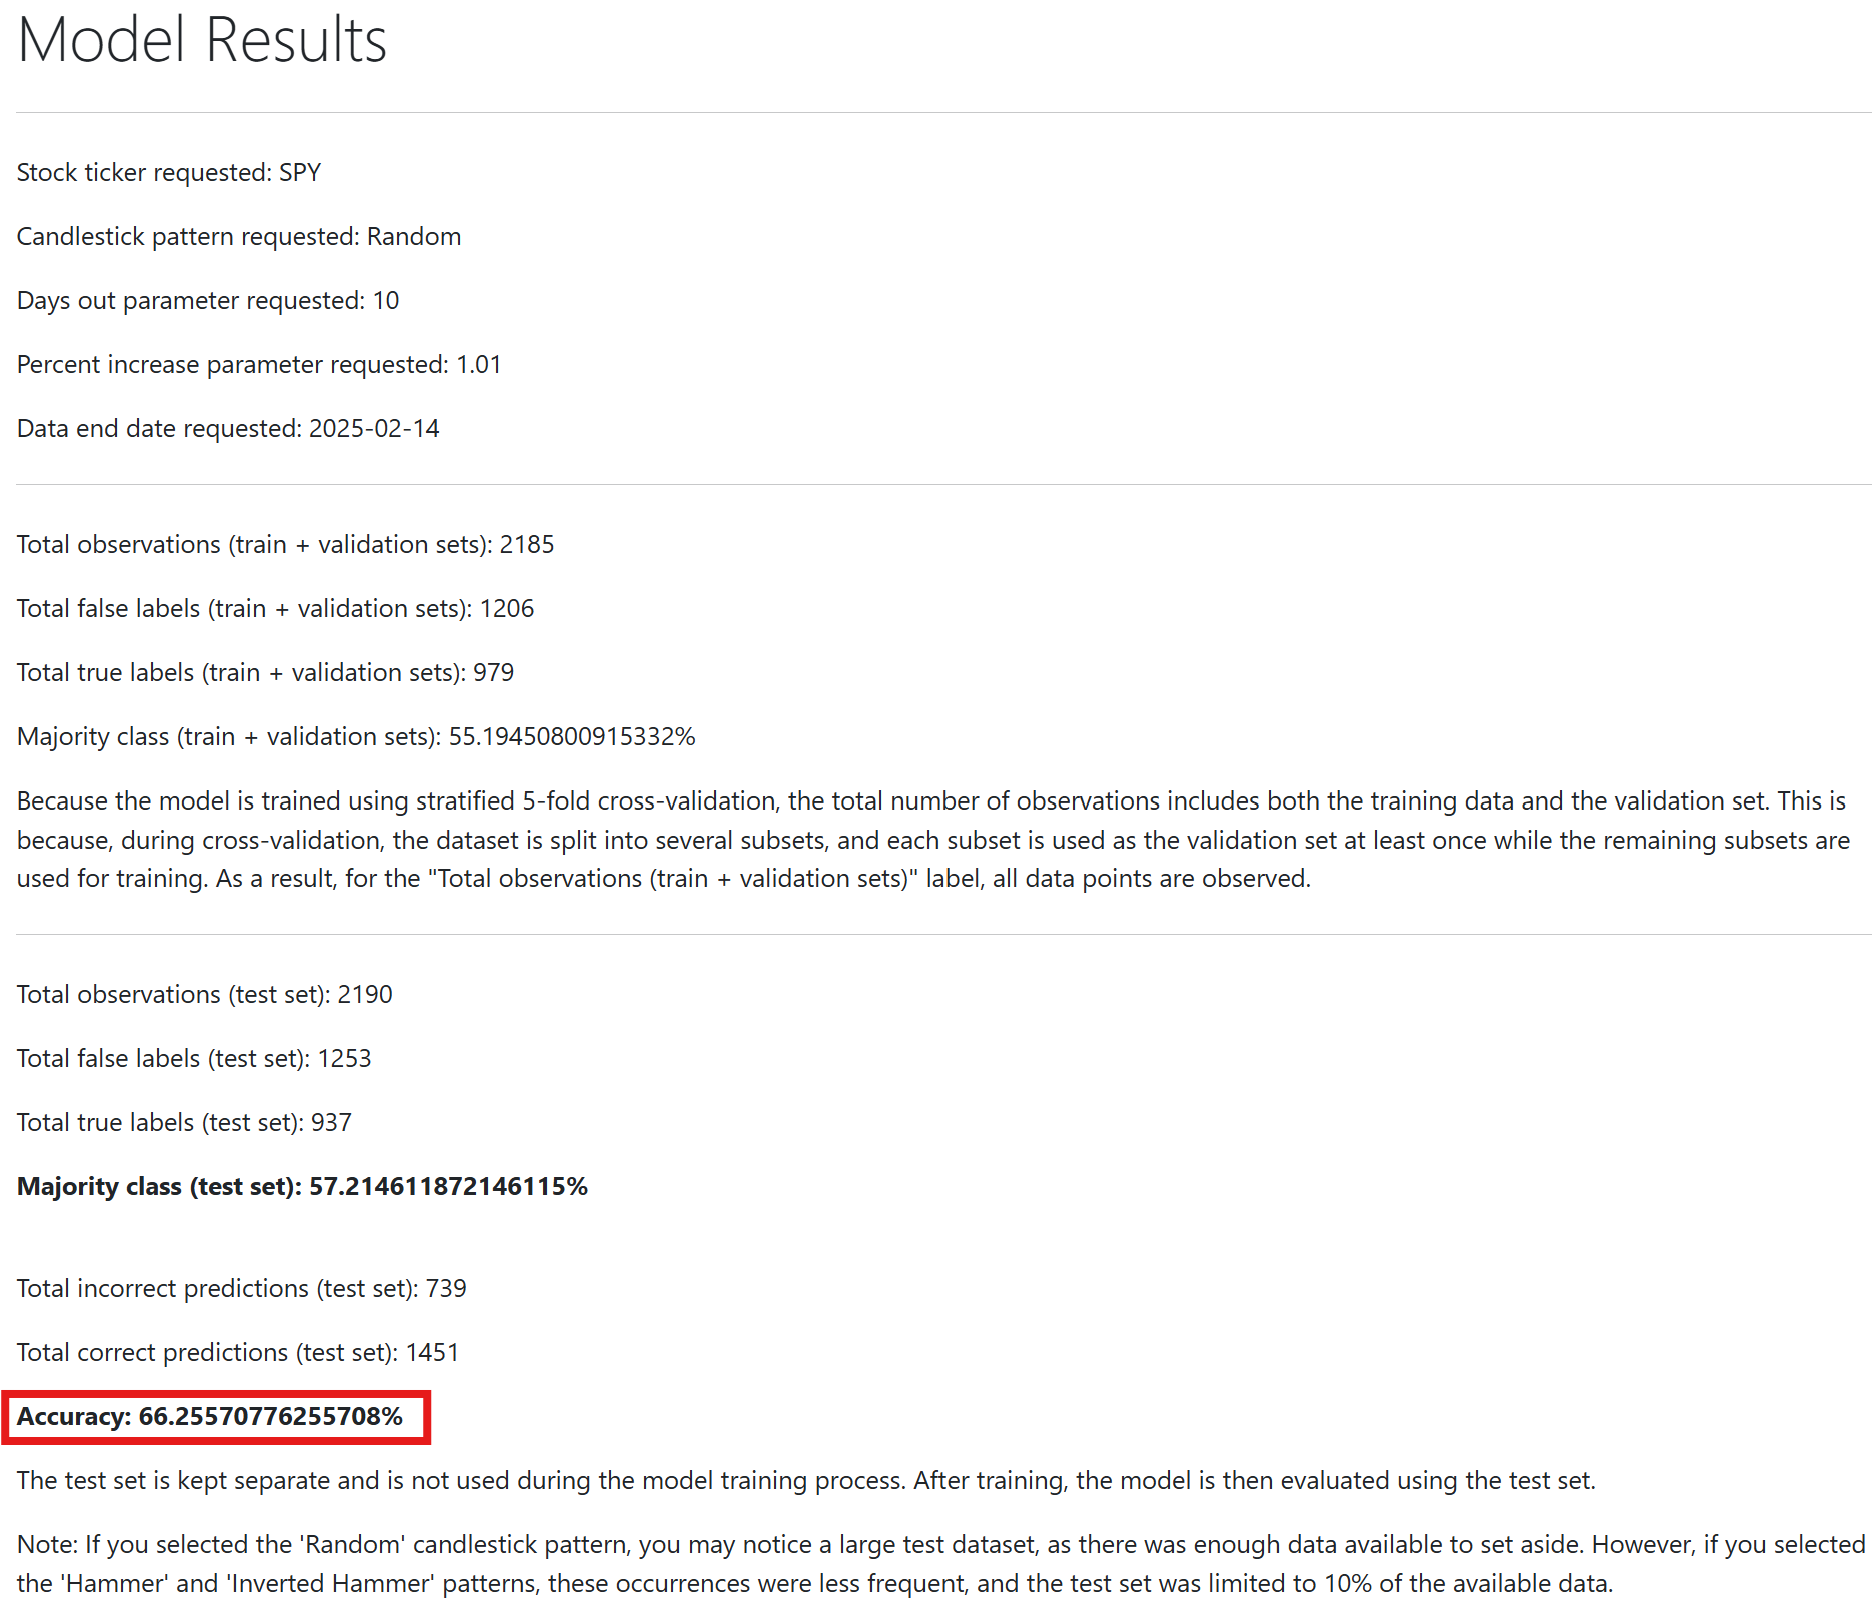 Model Results
Stock ticker requested: SPY
Candlestick pattern requested: Random
Days out parameter requested: 10
Percent increase parameter requested: 1.01
Data end date requested: 2025-02-14
Total observations (train + validation sets): 2185
Total false labels (train + validation sets): 1206
Total true labels (train + validation sets): 979
Majority class (train + validation sets): 55.19450800915332%
Because the model is trained using stratified 5-fold cross-validation, the total number of observations includes both the training data and the validation set. This is
because, during cross-validation, the dataset is split into several subsets, and each subset is used as the validation set at least once while the remaining subsets are
used for training. As a result, for the "Total observations (train + validation sets)" label, all data points are observed.
Total observations (test set): 2190
Total false labels (test set): 1253
Total true labels (test set): 937
Majority class (test set): 57.214611872146115%
Total incorrect predictions (test set): 739
Total correct predictions (test set): 1451
Accuracy: 66.25570776255708%
The test set is kept separate and is not used during the model training process. After training, the model is then evaluated using the test set.
Note: If you selected the 'Random' candlestick pattern, you may notice a large test dataset, as there was enough data available to set aside. However, if you selected
the 'Hammer' and 'Inverted Hammer' patterns, these occurrences were less frequent, and the test set was limited to 10% of the available data.